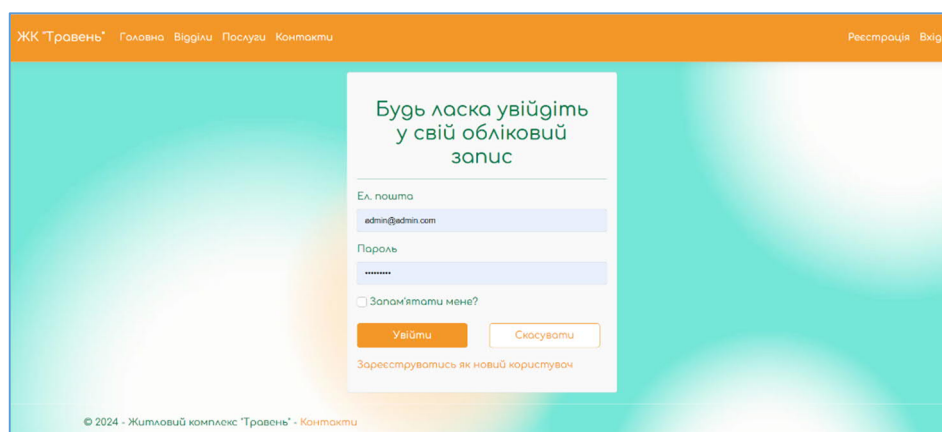 ЖК "Травень" Головна Відділи Послуги Контакти Реєстрація Вхід
Будь ласка увійдіть
у свій обліковий
запис
Ел. пошта
admin@admin.com
Пароль
•••••••••
Запам'ятати мене?
Увійти Скасувати
Зареєструватись як новий користувач
© 2024 - Житловий комплекс "Травень" - Контакти